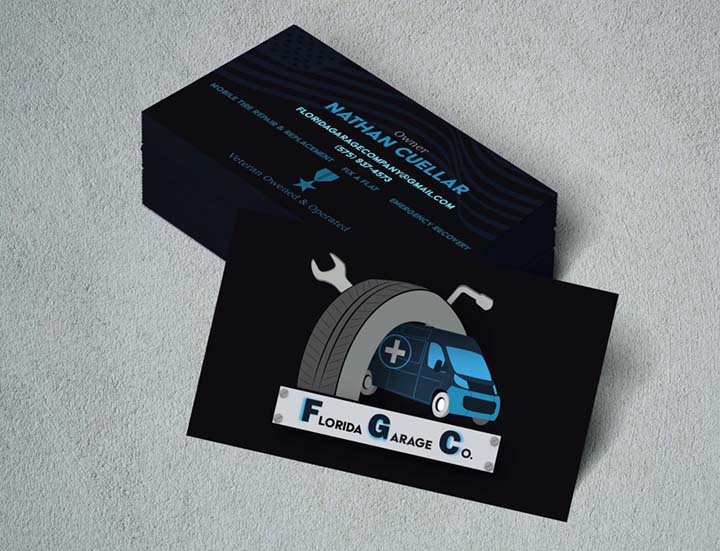 Owner
NATHAN CUELLAR
FLORIDAGARAGECOMPANY@GMAIL.COM
(575) 937-4573
MOBILE TIRE REPAIR & REPLACEMENT FIX A FLAT EMERGENCY RECOVERY
Veteran Owened & Operated
FLORIDA GARAGE CO.